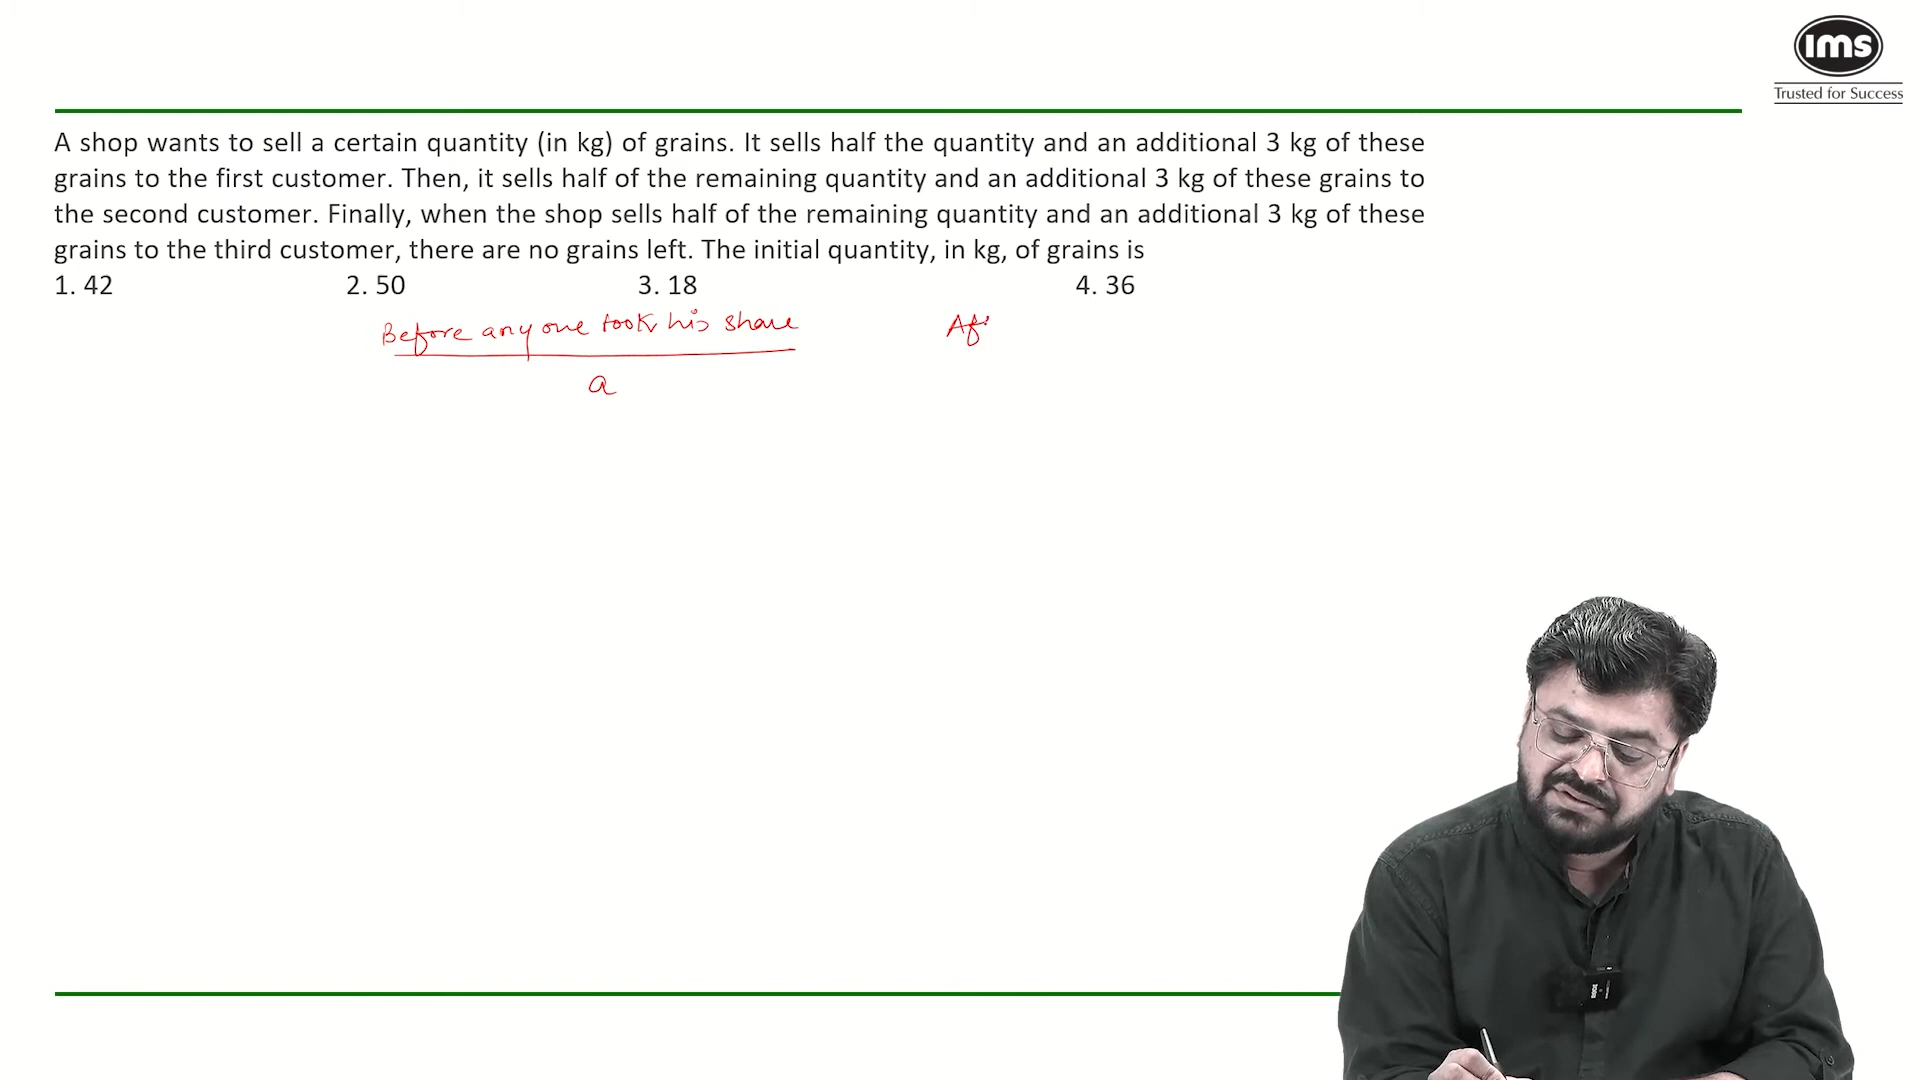 ims
Trusted for Success
A shop wants to sell a certain quantity (in kg) of grains. It sells half the quantity and an additional 3 kg of these
grains to the first customer. Then, it sells half of the remaining quantity and an additional 3 kg of these grains to
the second customer. Finally, when the shop sells half of the remaining quantity and an additional 3 kg of these
grains to the third customer, there are no grains left. The initial quantity, in kg, of grains is
1. 42 2. 50 3. 18 4. 36
Before any one took his share Af
a